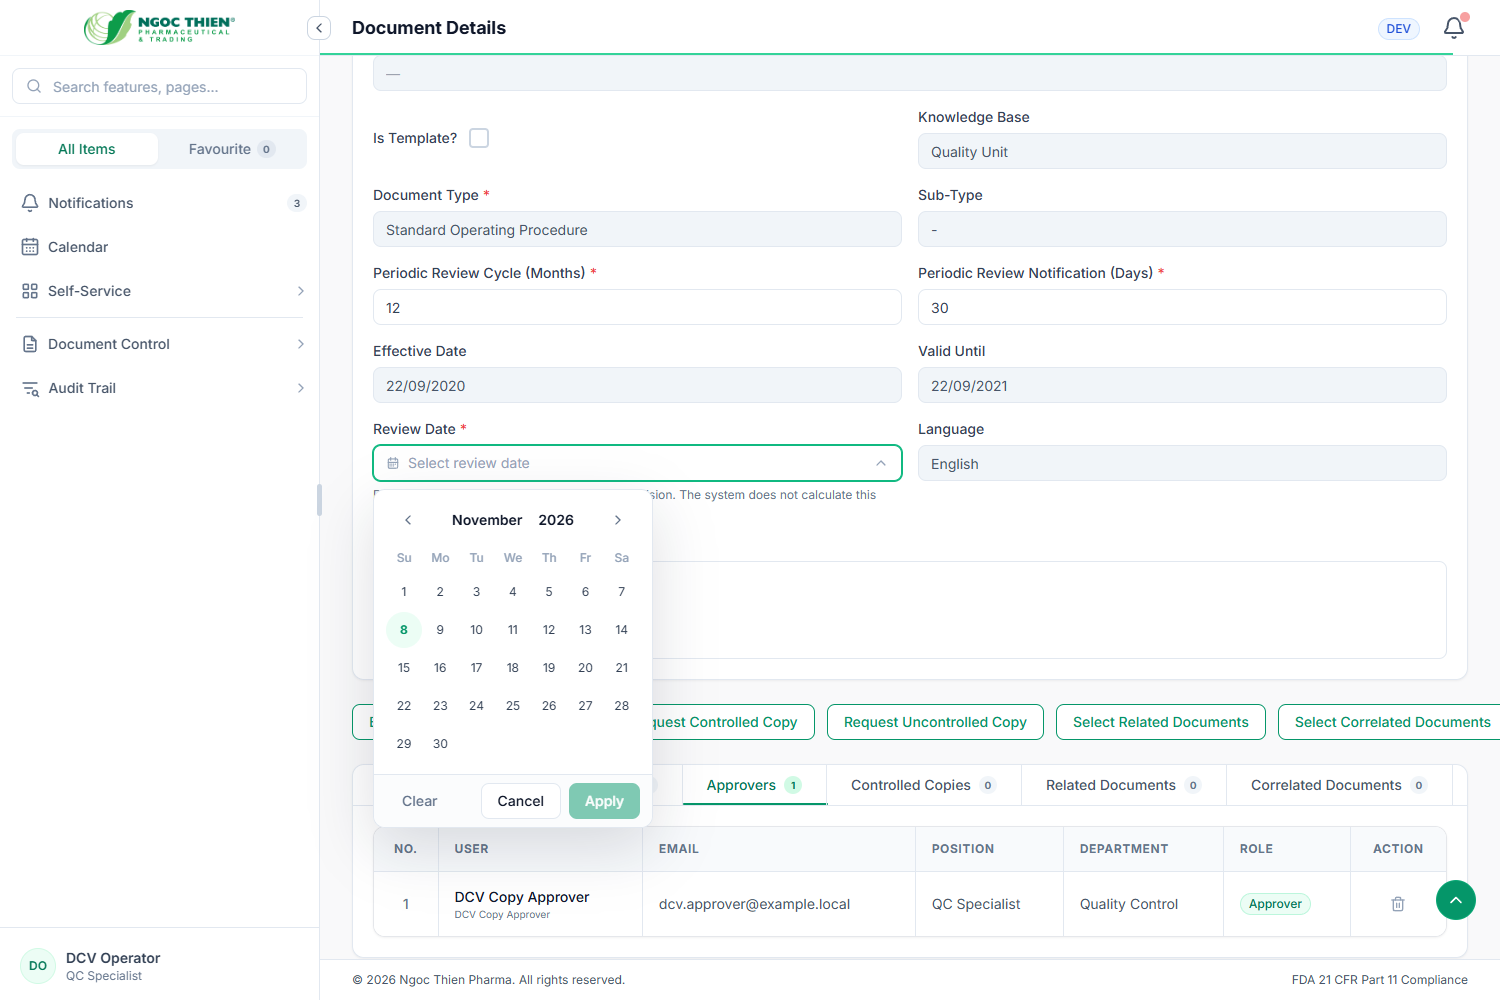 NGOC THIEN®
PHARMACEUTICAL
& TRADING
Document Details
DEV
Search features, pages...
All Items
Favourite 0
Notifications 3
Calendar
Self-Service
Document Control
Audit Trail
—
Is Template?
Knowledge Base
Quality Unit
Document Type *
Standard Operating Procedure
Sub-Type
-
Periodic Review Cycle (Months) *
12
Periodic Review Notification (Days) *
30
Effective Date
22/09/2020
Valid Until
22/09/2021
Review Date *
Select review date
Language
English
The system does not calculate this
November 2026
Su Mo Tu We Th Fr Sa
1 2 3 4 5 6 7
8 9 10 11 12 13 14
15 16 17 18 19 20 21
22 23 24 25 26 27 28
29 30
Clear
Cancel
Apply
Controlled Copy
Request Uncontrolled Copy
Select Related Documents
Select Correlated Documents
Approvers 1
Controlled Copies 0
Related Documents 0
Correlated Documents 0
NO. USER EMAIL POSITION DEPARTMENT ROLE ACTION
1 DCV Copy Approver dcv.approver@example.local QC Specialist Quality Control Approver
DCV Copy Approver
DO
DCV Operator
QC Specialist
© 2026 Ngoc Thien Pharma. All rights reserved.
FDA 21 CFR Part 11 Compliance